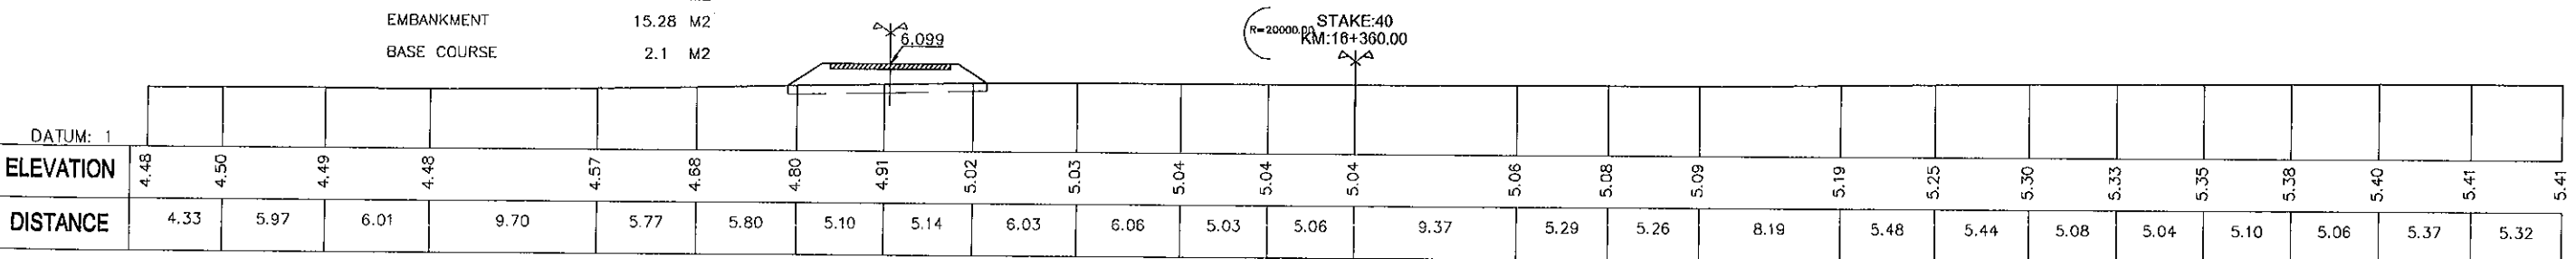 EMBANKMENT 15.28 M2
BASE COURSE 2.1 M2
6.099
R=20000.00
STAKE:40
KM:16+360.00
DATUM: 1
ELEVATION 4.48 4.50 4.49 4.48 4.57 4.68 4.80 4.91 5.02 5.03 5.04 5.04 5.04 5.06 5.08 5.09 5.19 5.25 5.30 5.33 5.35 5.38 5.40 5.41 5.41
DISTANCE 4.33 5.97 6.01 9.70 5.77 5.80 5.10 5.14 6.03 6.06 5.03 5.06 9.37 5.29 5.26 8.19 5.48 5.44 5.08 5.04 5.10 5.06 5.37 5.32